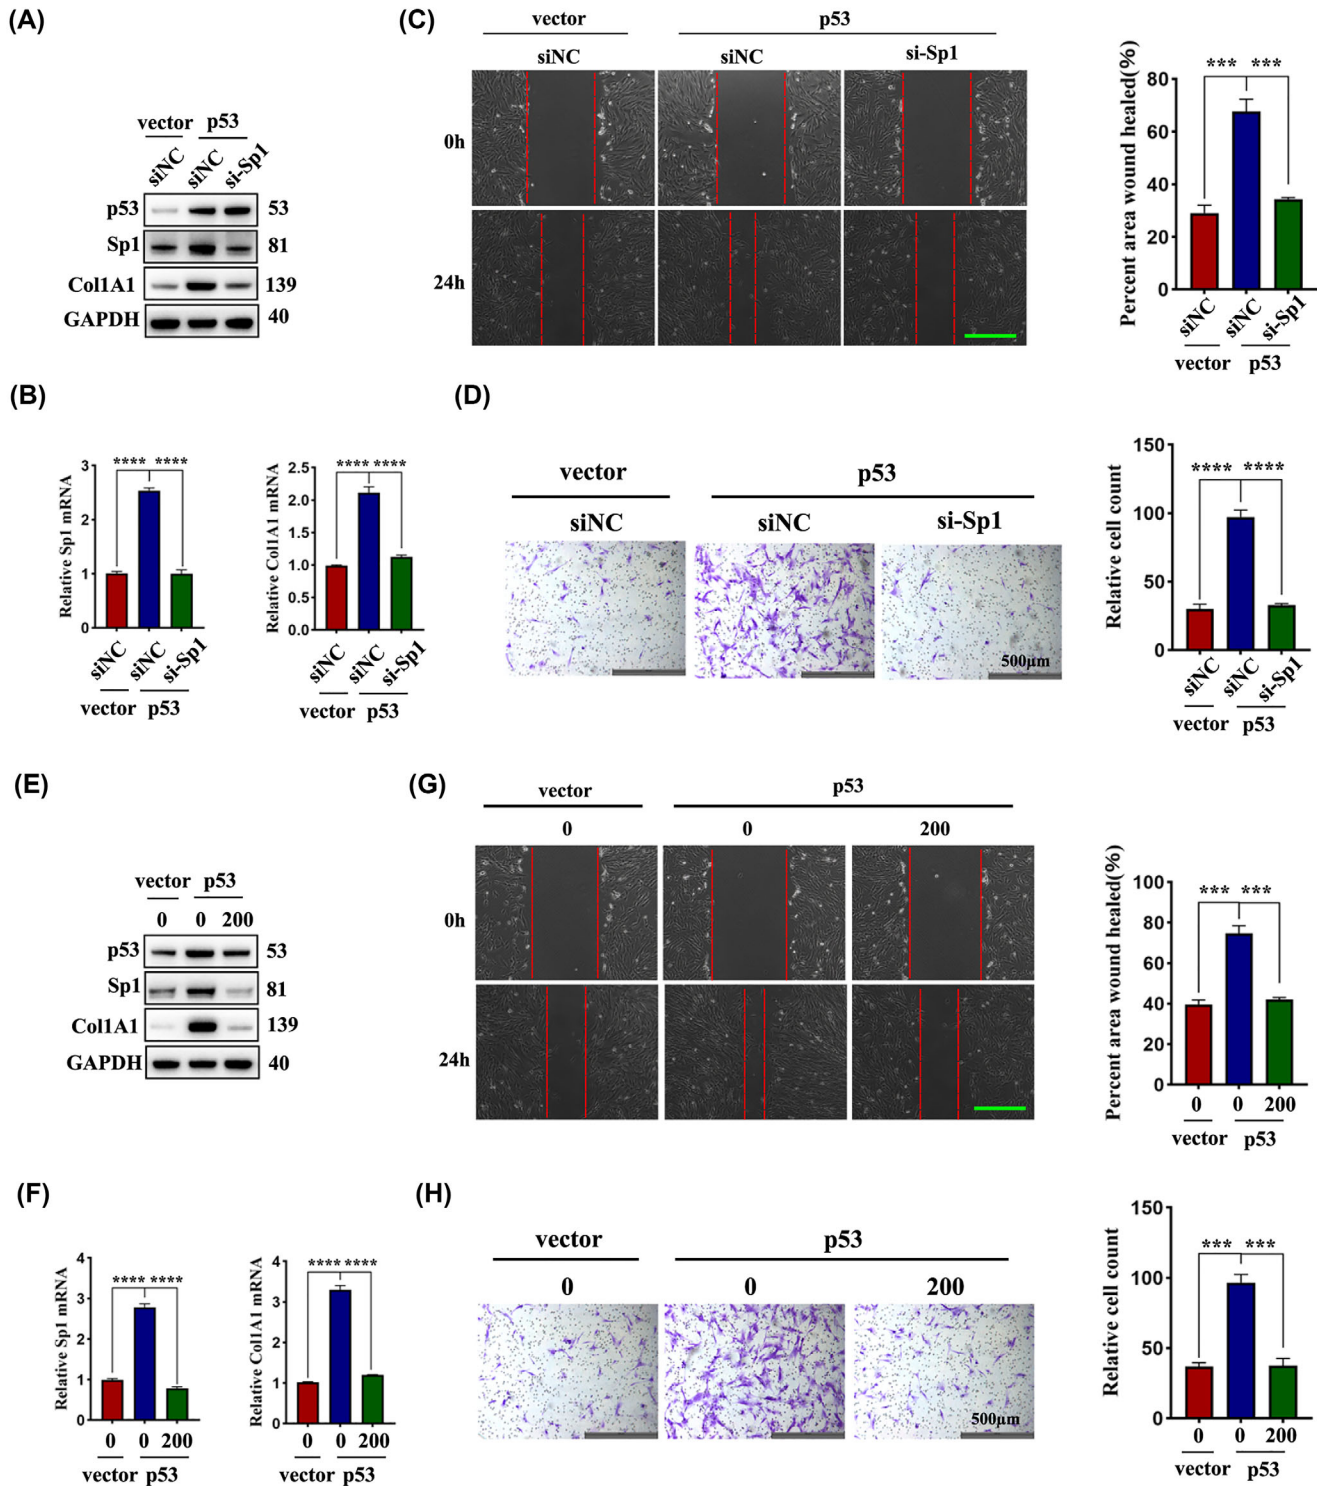 (A)
vector p53
siNC siNC si-Sp1
p53 53
Sp1 81
Col1A1 139
GAPDH 40
(B)
Relative Sp1 mRNA
3
2
1
0
**** ****
siNC siNC si-Sp1
vector p53
Relative Col1A1 mRNA
2.5
2.0
1.5
1.0
0.5
0.0
**** ****
siNC siNC si-Sp1
vector p53
(C)
vector p53
siNC siNC si-Sp1
0h
24h
Percent area wound healed(%)
80
60
40
20
0
*** ***
siNC siNC si-Sp1
vector p53
(D)
vector p53
siNC siNC si-Sp1
500μm
Relative cell count
150
100
50
0
**** ****
siNC siNC si-Sp1
vector p53
(E)
vector p53
0 0 200
p53 53
Sp1 81
Col1A1 139
GAPDH 40
(F)
Relative Sp1 mRNA
4
3
2
1
0
**** ****
0 0 200
vector p53
Relative Col1A1 mRNA
4
3
2
1
0
**** ****
0 0 200
vector p53
(G)
vector p53
0 0 200
0h
24h
Percent area wound healed(%)
100
80
60
40
20
0
*** ***
0 0 200
vector p53
(H)
vector p53
0 0 200
500μm
Relative cell count
150
100
50
0
*** ***
0 0 200
vector p53